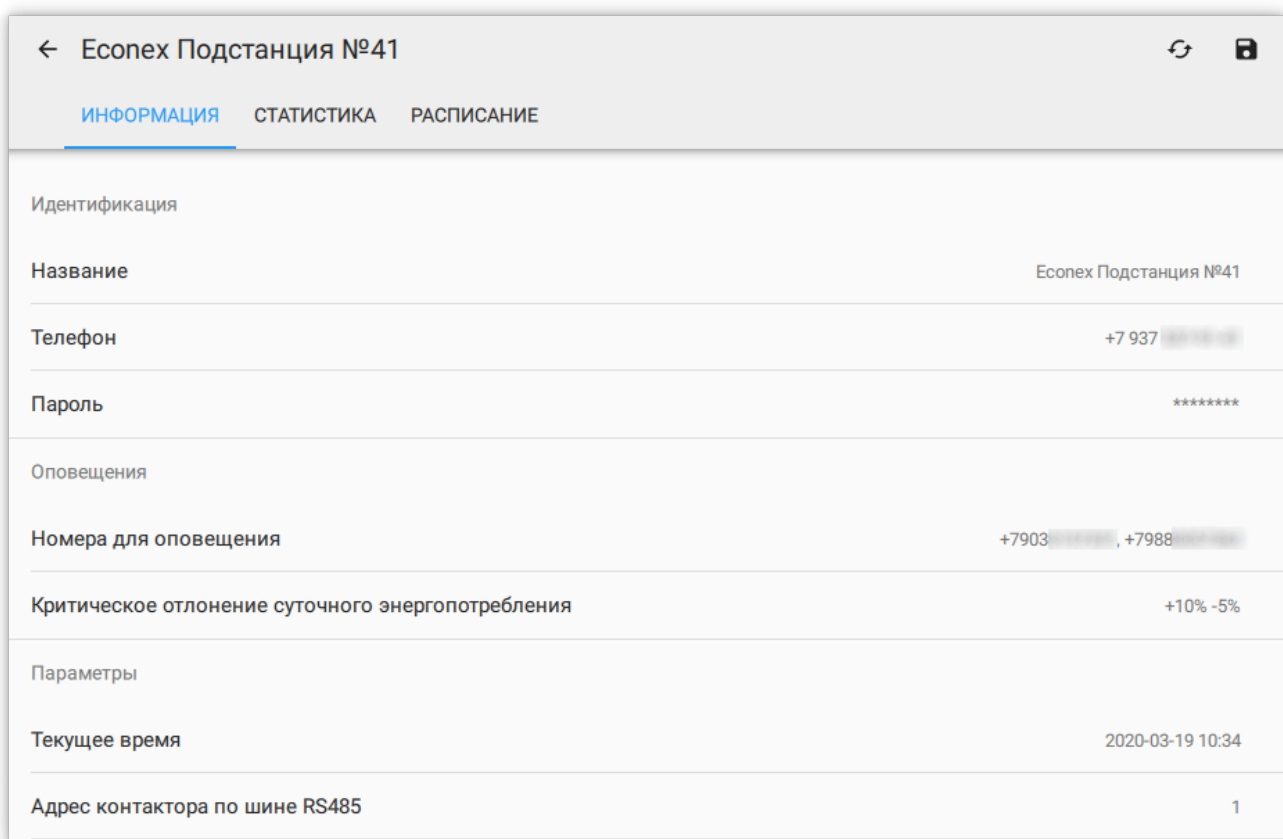 Econex Подстанция №41
ИНФОРМАЦИЯ СТАТИСТИКА РАСПИСАНИЕ
Идентификация
Название Econex Подстанция №41
Телефон +7 937
Пароль ********
Оповещения
Номера для оповещения +7903 , +7988
Критическое отлонение суточного энергопотребления +10% -5%
Параметры
Текущее время 2020-03-19 10:34
Адрес контактора по шине RS485 1